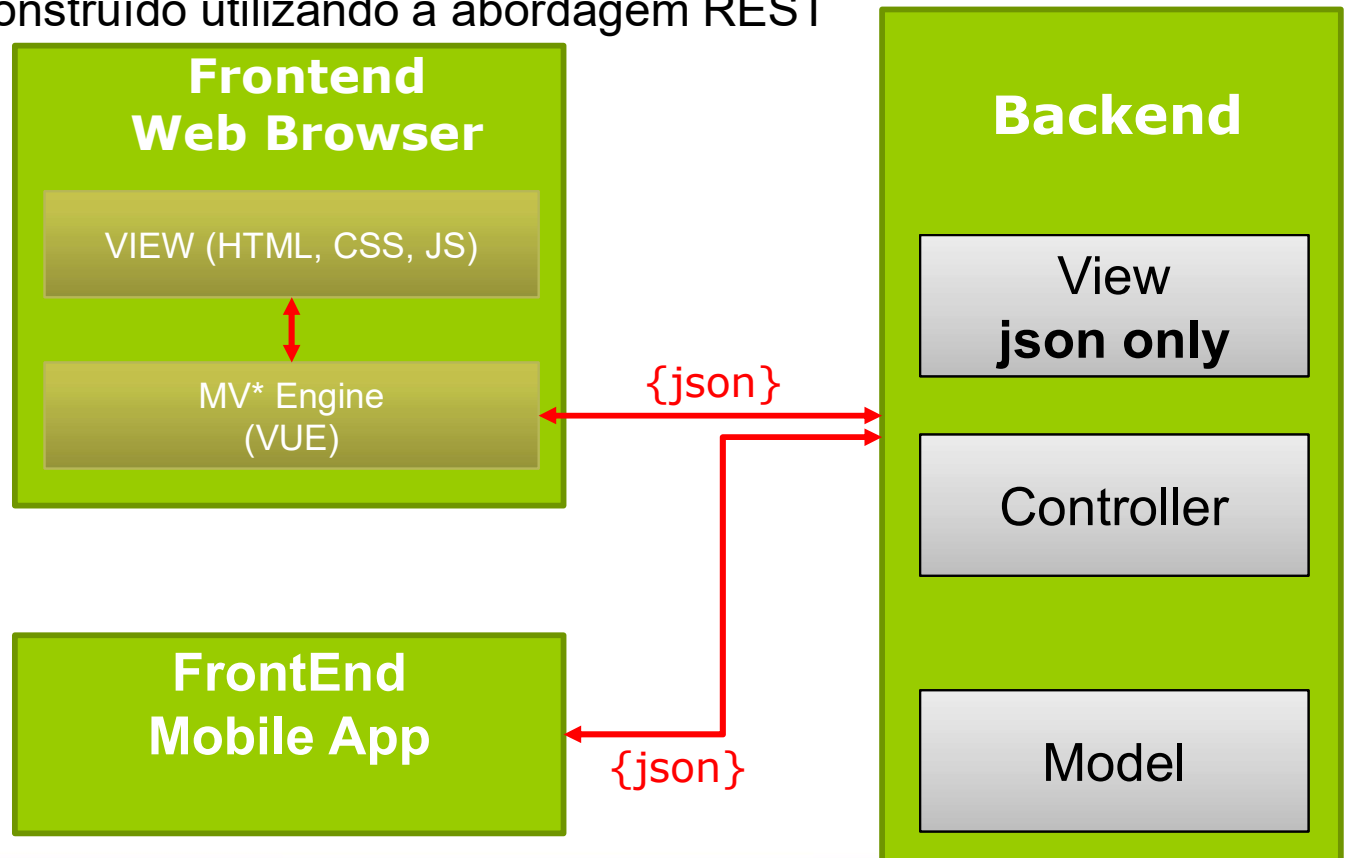 onstruído utilizando a abordagem REST
Frontend
Web Browser
VIEW (HTML, CSS, JS)
MV* Engine
(VUE)
{json}
FrontEnd
Mobile App
{json}
Backend
View
json only
Controller
Model